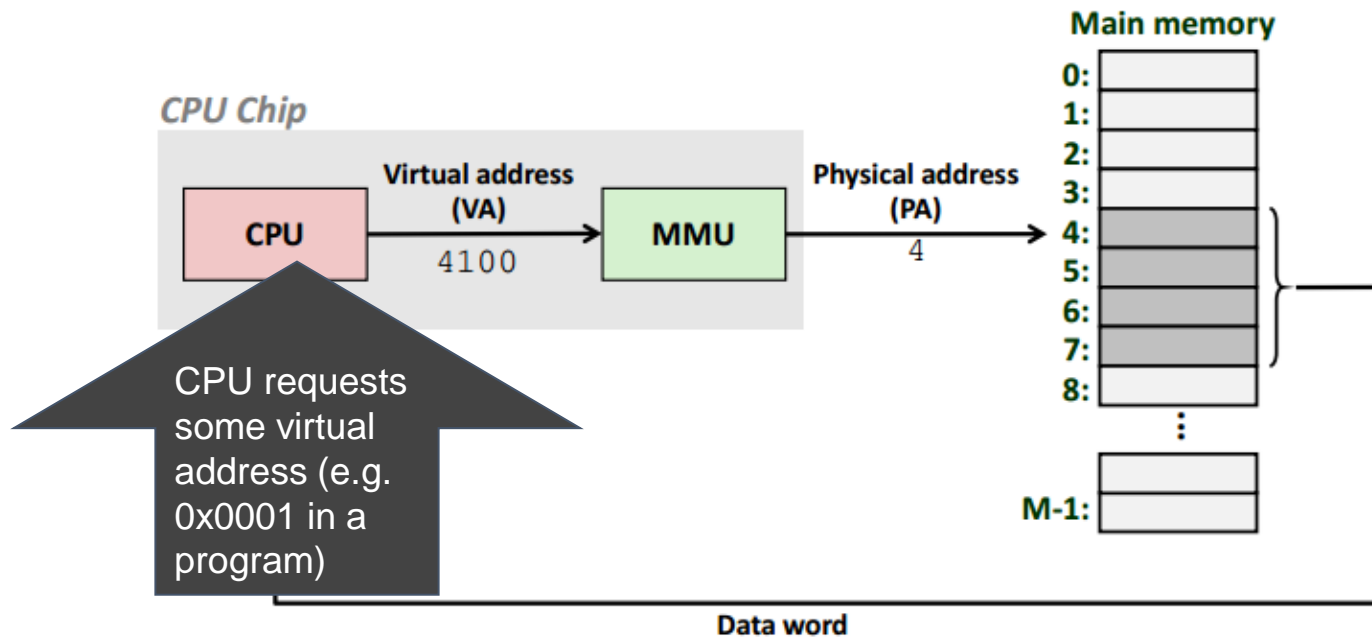 Main memory
0:
1:
2:
3:
4:
5:
6:
7:
8:
M-1:
CPU Chip
CPU
Virtual address
(VA)
4100
MMU
Physical address
(PA)
4
CPU requests
some virtual
address (e.g.
0x0001 in a
program)
Data word